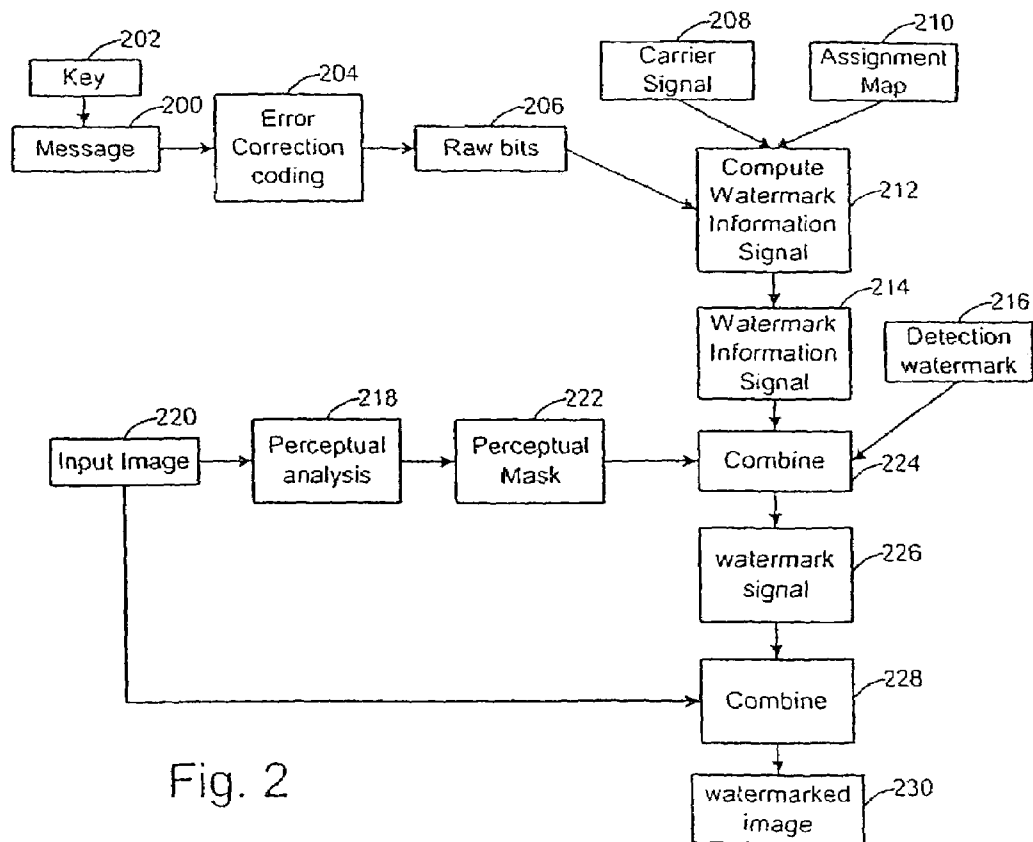 202
Key
200
Message
204
Error
Correction
coding
206
Raw bits
208
Carrier
Signal
210
Assignment
Map
Compute
Watermark
Information
Signal
212
214
Watermark
Information
Signal
216
Detection
watermark
220
Input Image
218
Perceptual
analysis
222
Perceptual
Mask
Combine
224
watermark
signal
226
Combine
228
watermarked
image
230
Fig. 2